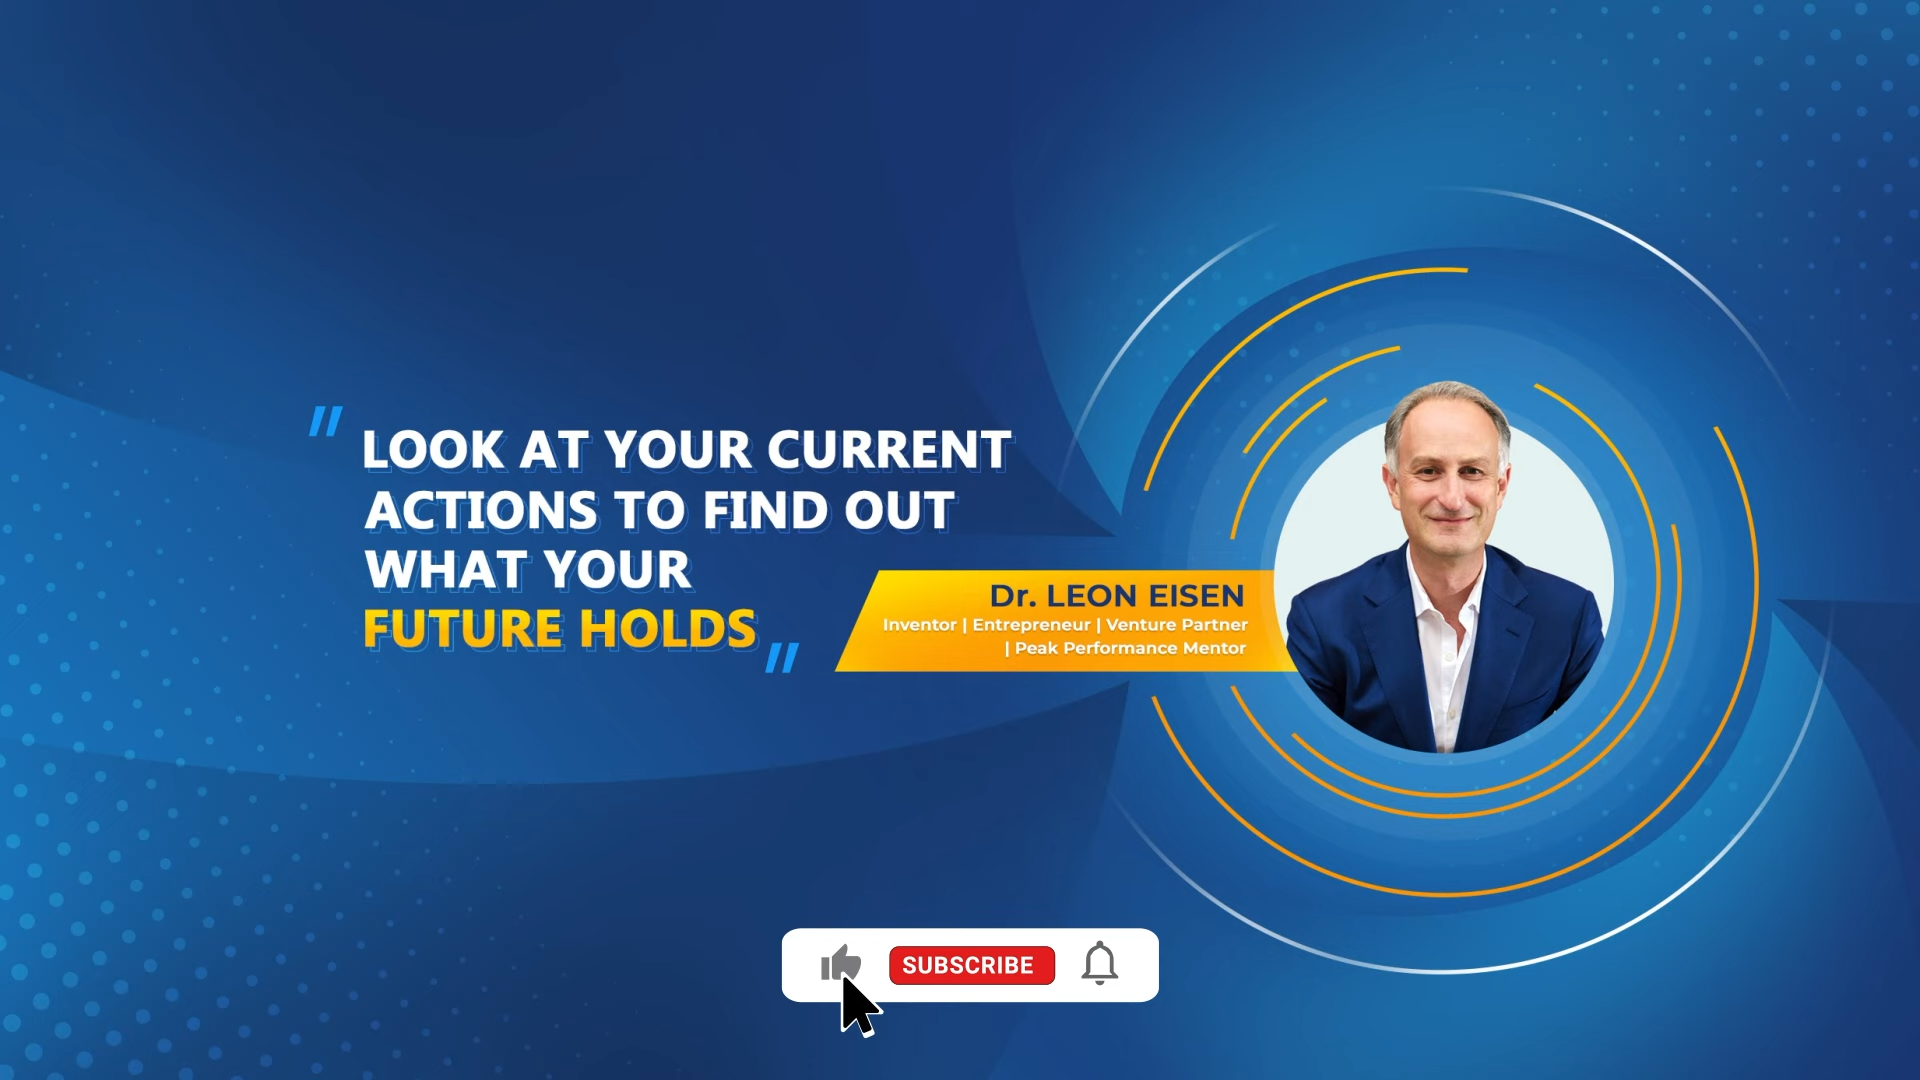 "LOOK AT YOUR CURRENT
ACTIONS TO FIND OUT
WHAT YOUR
FUTURE HOLDS"
Dr. LEON EISEN
Inventor | Entrepreneur | Venture Partner
| Peak Performance Mentor
SUBSCRIBE